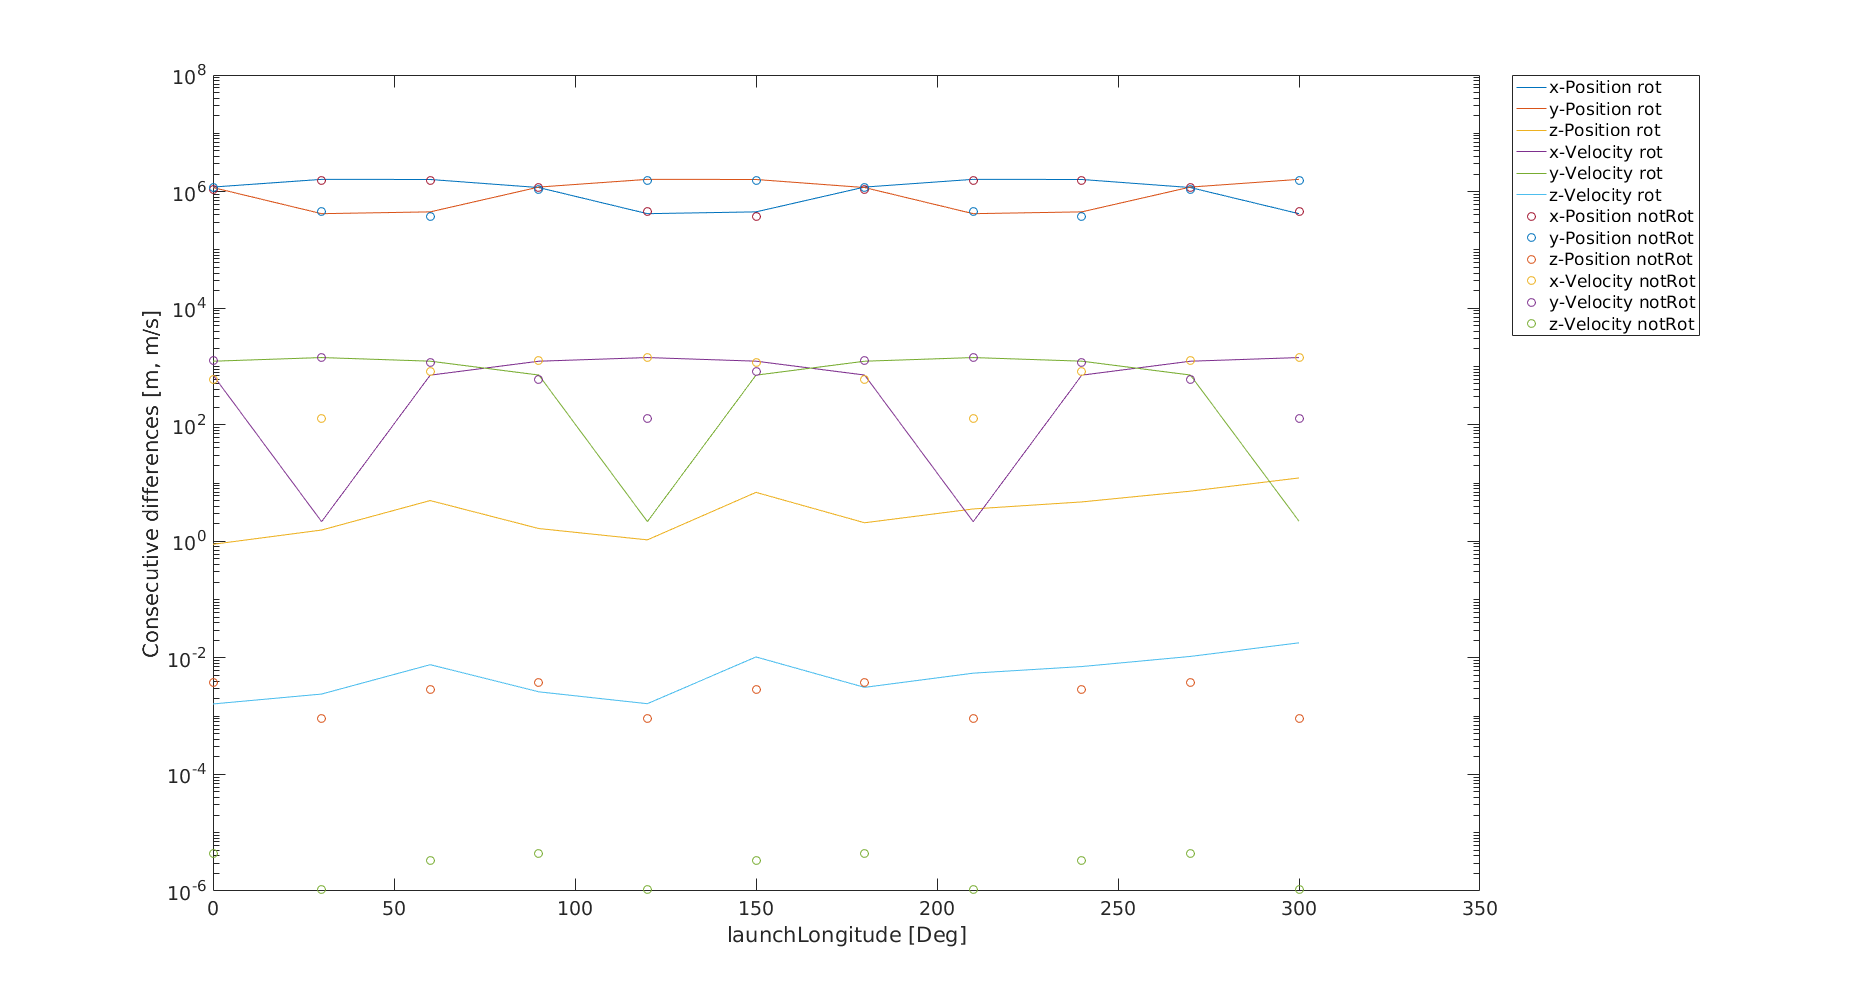 10^8
10^6
10^4
10^2
10^0
10^-2
10^-4
10^-6
Consecutive differences [m, m/s]
0 50 100 150 200 250 300 350
launchLongitude [Deg]
x-Position rot
y-Position rot
z-Position rot
x-Velocity rot
y-Velocity rot
z-Velocity rot
x-Position notRot
y-Position notRot
z-Position notRot
x-Velocity notRot
y-Velocity notRot
z-Velocity notRot